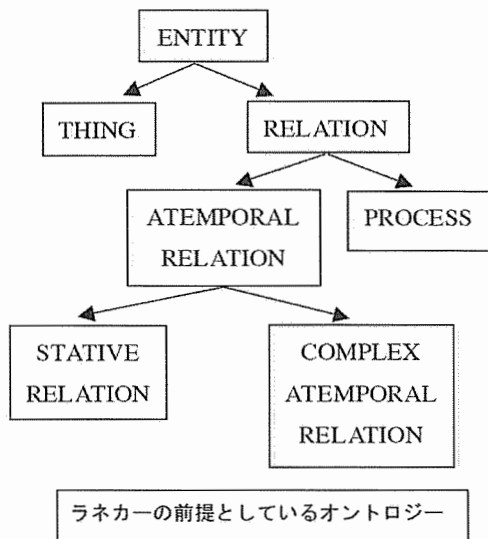 ENTITY
THING
RELATION
ATEMPORAL
RELATION
PROCESS
STATIVE
RELATION
COMPLEX
ATEMPORAL
RELATION
ラネカーの前提としているオントロジー